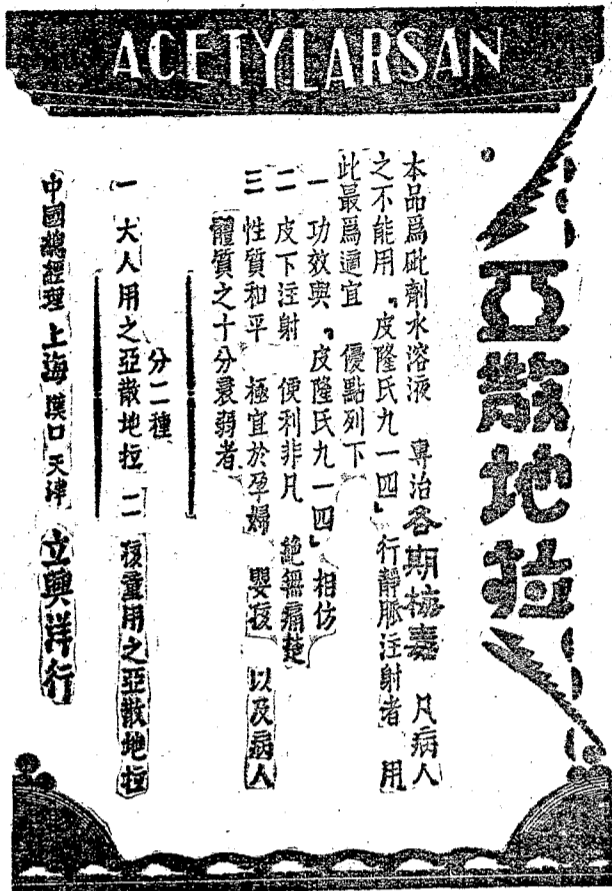 ACETYLARSAN
亞散地拉
本品爲砒劑水溶液 專治各期梅毒 凡病人
之不能用『皮隆氏九一四』行靜脈注射者 用
此最爲適宜 優點列下
一 功效與『皮隆氏九一四』相仿
二 皮下注射 便利非凡 絕無痛楚
三 性質和平 極宜於孕婦 嬰孩 以及病人
體質之十分衰弱者
分二種
一 大人用之亞散地拉 二 孩童用之亞散地拉
中國總經理 上海 漢口 天津 立興洋行